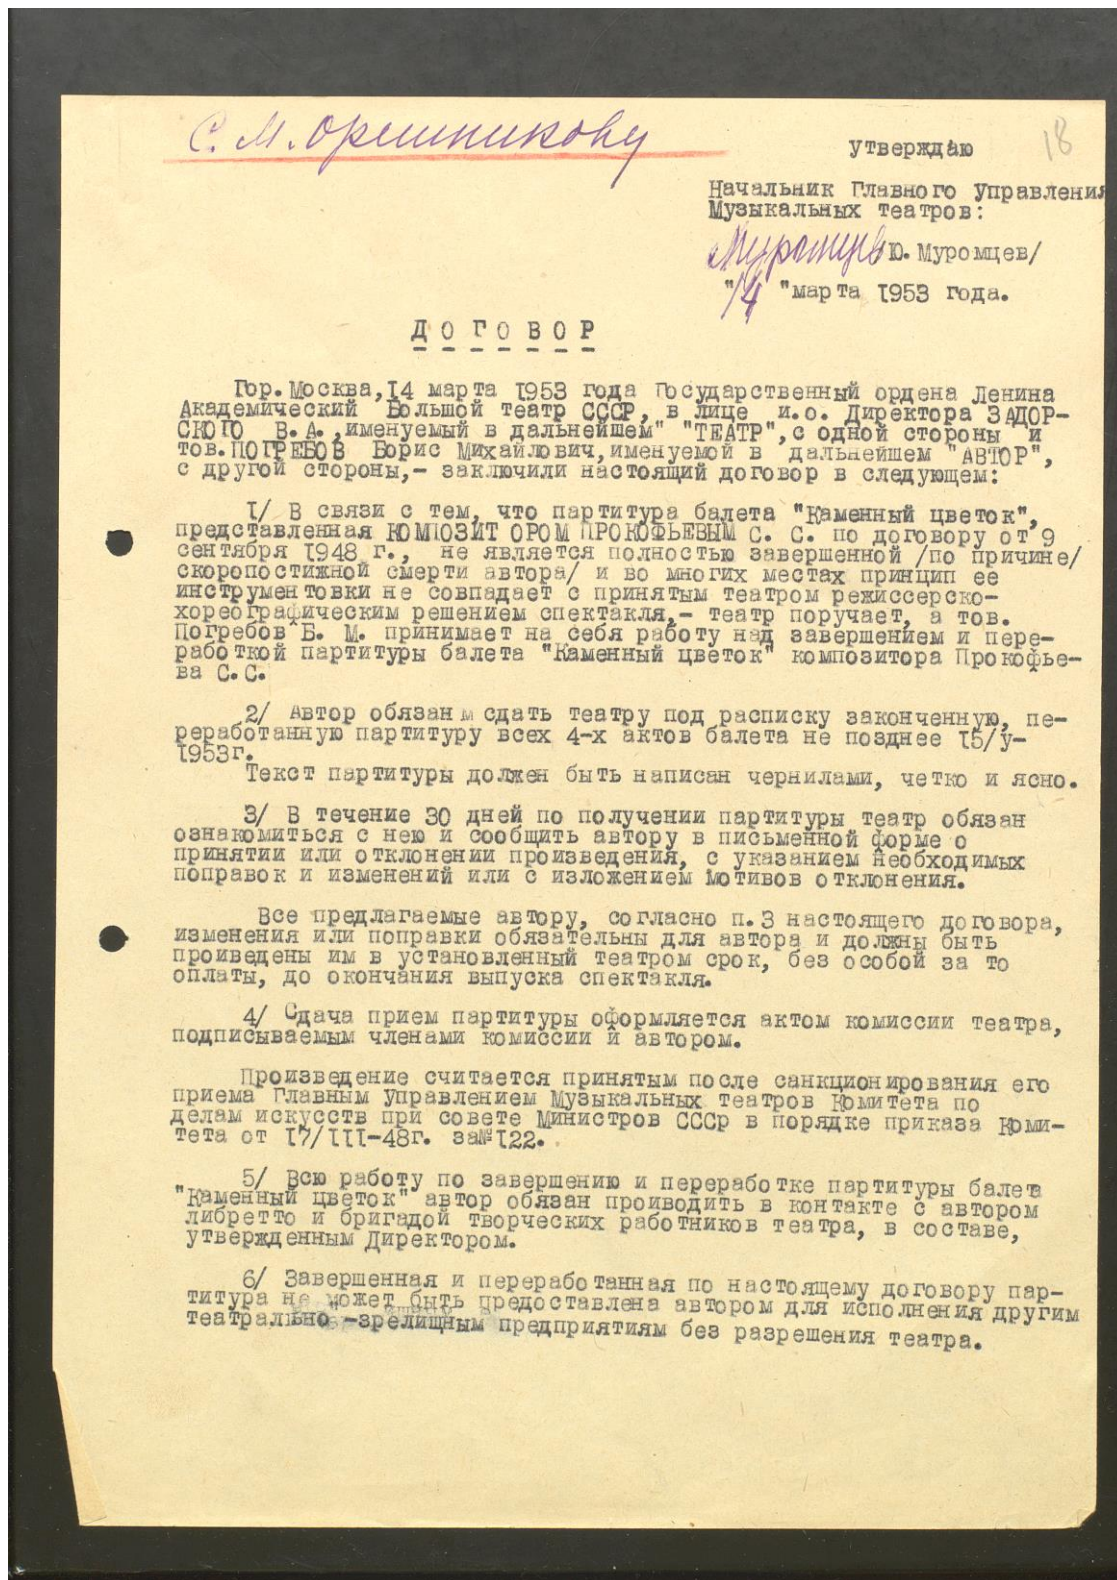 С. М. Орешникову
18
утверждаю
Начальник Главного управления
Музыкальных театров:
Муромцев /Ю. Муромцев/
"14 "марта 1953 года.
ДОГОВОР
Гор. Москва, 14 марта 1953 года Государственный ордена Ленина
Академический Большой театр СССР, в лице и.о. Директора ЗАДОР-
СКОГО В.А., именуемый в дальнейшем" "ТЕАТР", с одной стороны и
тов. ПОГРЕБОВ Борис Михайлович, именуемой в дальнейшем "АВТОР",
с другой стороны,- заключили настоящий договор в следующем:
1/ В связи с тем, что партитура балета "Каменный цветок",
представленная КОМПОЗИТ ОРОМ ПРОКОФЬЕВЫМ С. С. по договору от 9
сентября 1948 г., не является полностью завершенной /по причине/
скоропостижной смерти автора/ и во многих местах принцип ее
инструментовки не совпадает с принятым театром режиссерско-
хореографическим решением спектакля,- театр поручает, а тов.
Погребов Б. М. принимает на себя работу над завершением и пере-
работкой партитуры балета "Каменный цветок" композитора Прокофье-
ва С.С.
2/ Автор обязан сдать театру под расписку законченную, пе-
реработанную партитуру всех 4-х актов балета не позднее 15/у-
1953г.
Текст партитуры должен быть написан чернилами, четко и ясно.
3/ В течение 30 дней по получении партитуры театр обязан
ознакомиться с нею и сообщить автору в письменной форме о
принятии или отклонении произведения, с указанием необходимых
поправок и изменений или с изложением мотивов отклонения.
Все предлагаемые автору, согласно п.3 настоящего договора,
изменения или поправки обязательны для автора и должны быть
проиведены им в установленный театром срок, без особой за то
оплаты, до окончания выпуска спектакля.
4/ Сдача прием партитуры оформляется актом комиссии театра,
подписываемым членами комиссии и автором.
Произведение считается принятым после санкционирования его
приема Главным управлением Музыкальных театров Комитета по
делам искусств при совете Министров СССр в порядке приказа Коми-
тета от 17/III-48г. за№122.
5/ Всю работу по завершению и переработке партитуры балета
"Каменный цветок" автор обязан проиводить в контакте с автором
либретто и бригадой творческих работников театра, в составе,
утвержденным Директором.
6/ Завершенная и переработанная по настоящему договору пар-
титура не может быть предоставлена автором для исполнения другим
театрально"-зрелищным предприятиям без разрешения театра.